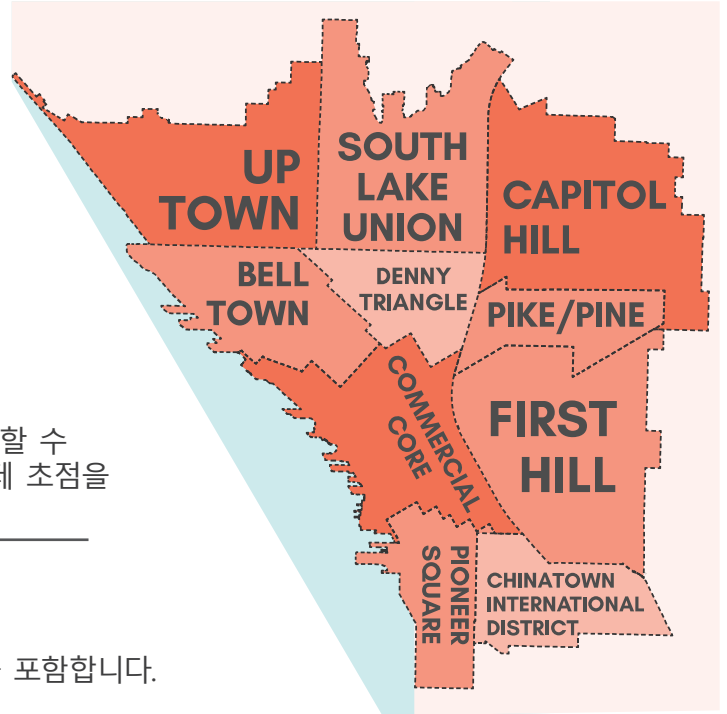 UP
TOWN
SOUTH
LAKE
UNION
CAPITOL
HILL
BELL
TOWN
DENNY
TRIANGLE
PIKE/PINE
COMMERCIAL
CORE
FIRST
HILL
할 수
초점을
PIONEER
SQUARE
CHINATOWN
INTERNATIONAL
DISTRICT
포함합니다.